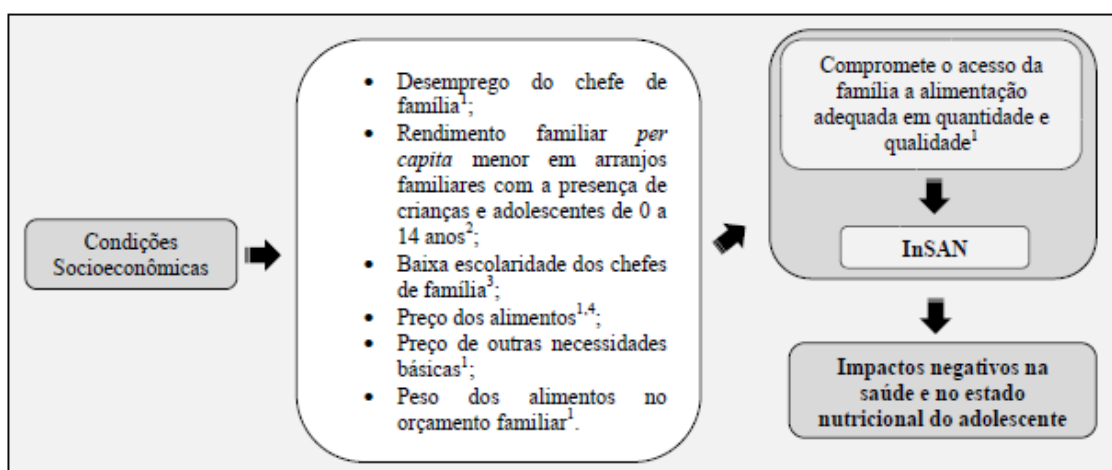 Condições
Socioeconômicas
• Desemprego do chefe de
família¹;
• Rendimento familiar per
capita menor em arranjos
familiares com a presença de
crianças e adolescentes de 0 a
14 anos²;
• Baixa escolaridade dos chefes
de família³;
• Preço dos alimentos¹,⁴;
• Preço de outras necessidades
básicas¹;
• Peso dos alimentos no
orçamento familiar¹.
Compromete o acesso da
família a alimentação
adequada em quantidade e
qualidade¹
InSAN
Impactos negativos na
saúde e no estado
nutricional do adolescente